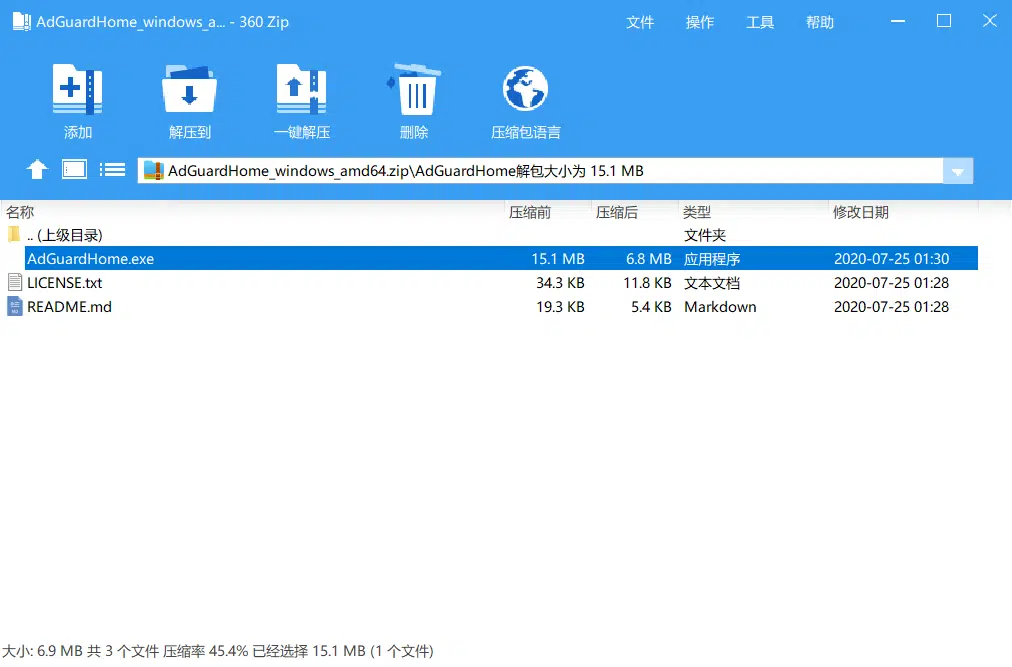 AdGuardHome_windows_a... - 360 Zip 文件 操作 工具 帮助
添加 解压到 一键解压 删除 压缩包语言
AdGuardHome_windows_amd64.zip\AdGuardHome解包大小为 15.1 MB
名称 压缩前 压缩后 类型 修改日期
.. (上级目录) 文件夹
AdGuardHome.exe 15.1 MB 6.8 MB 应用程序 2020-07-25 01:30
LICENSE.txt 34.3 KB 11.8 KB 文本文档 2020-07-25 01:28
README.md 19.3 KB 5.4 KB Markdown 2020-07-25 01:28
大小: 6.9 MB 共 3 个文件 压缩率 45.4% 已经选择 15.1 MB (1 个文件)